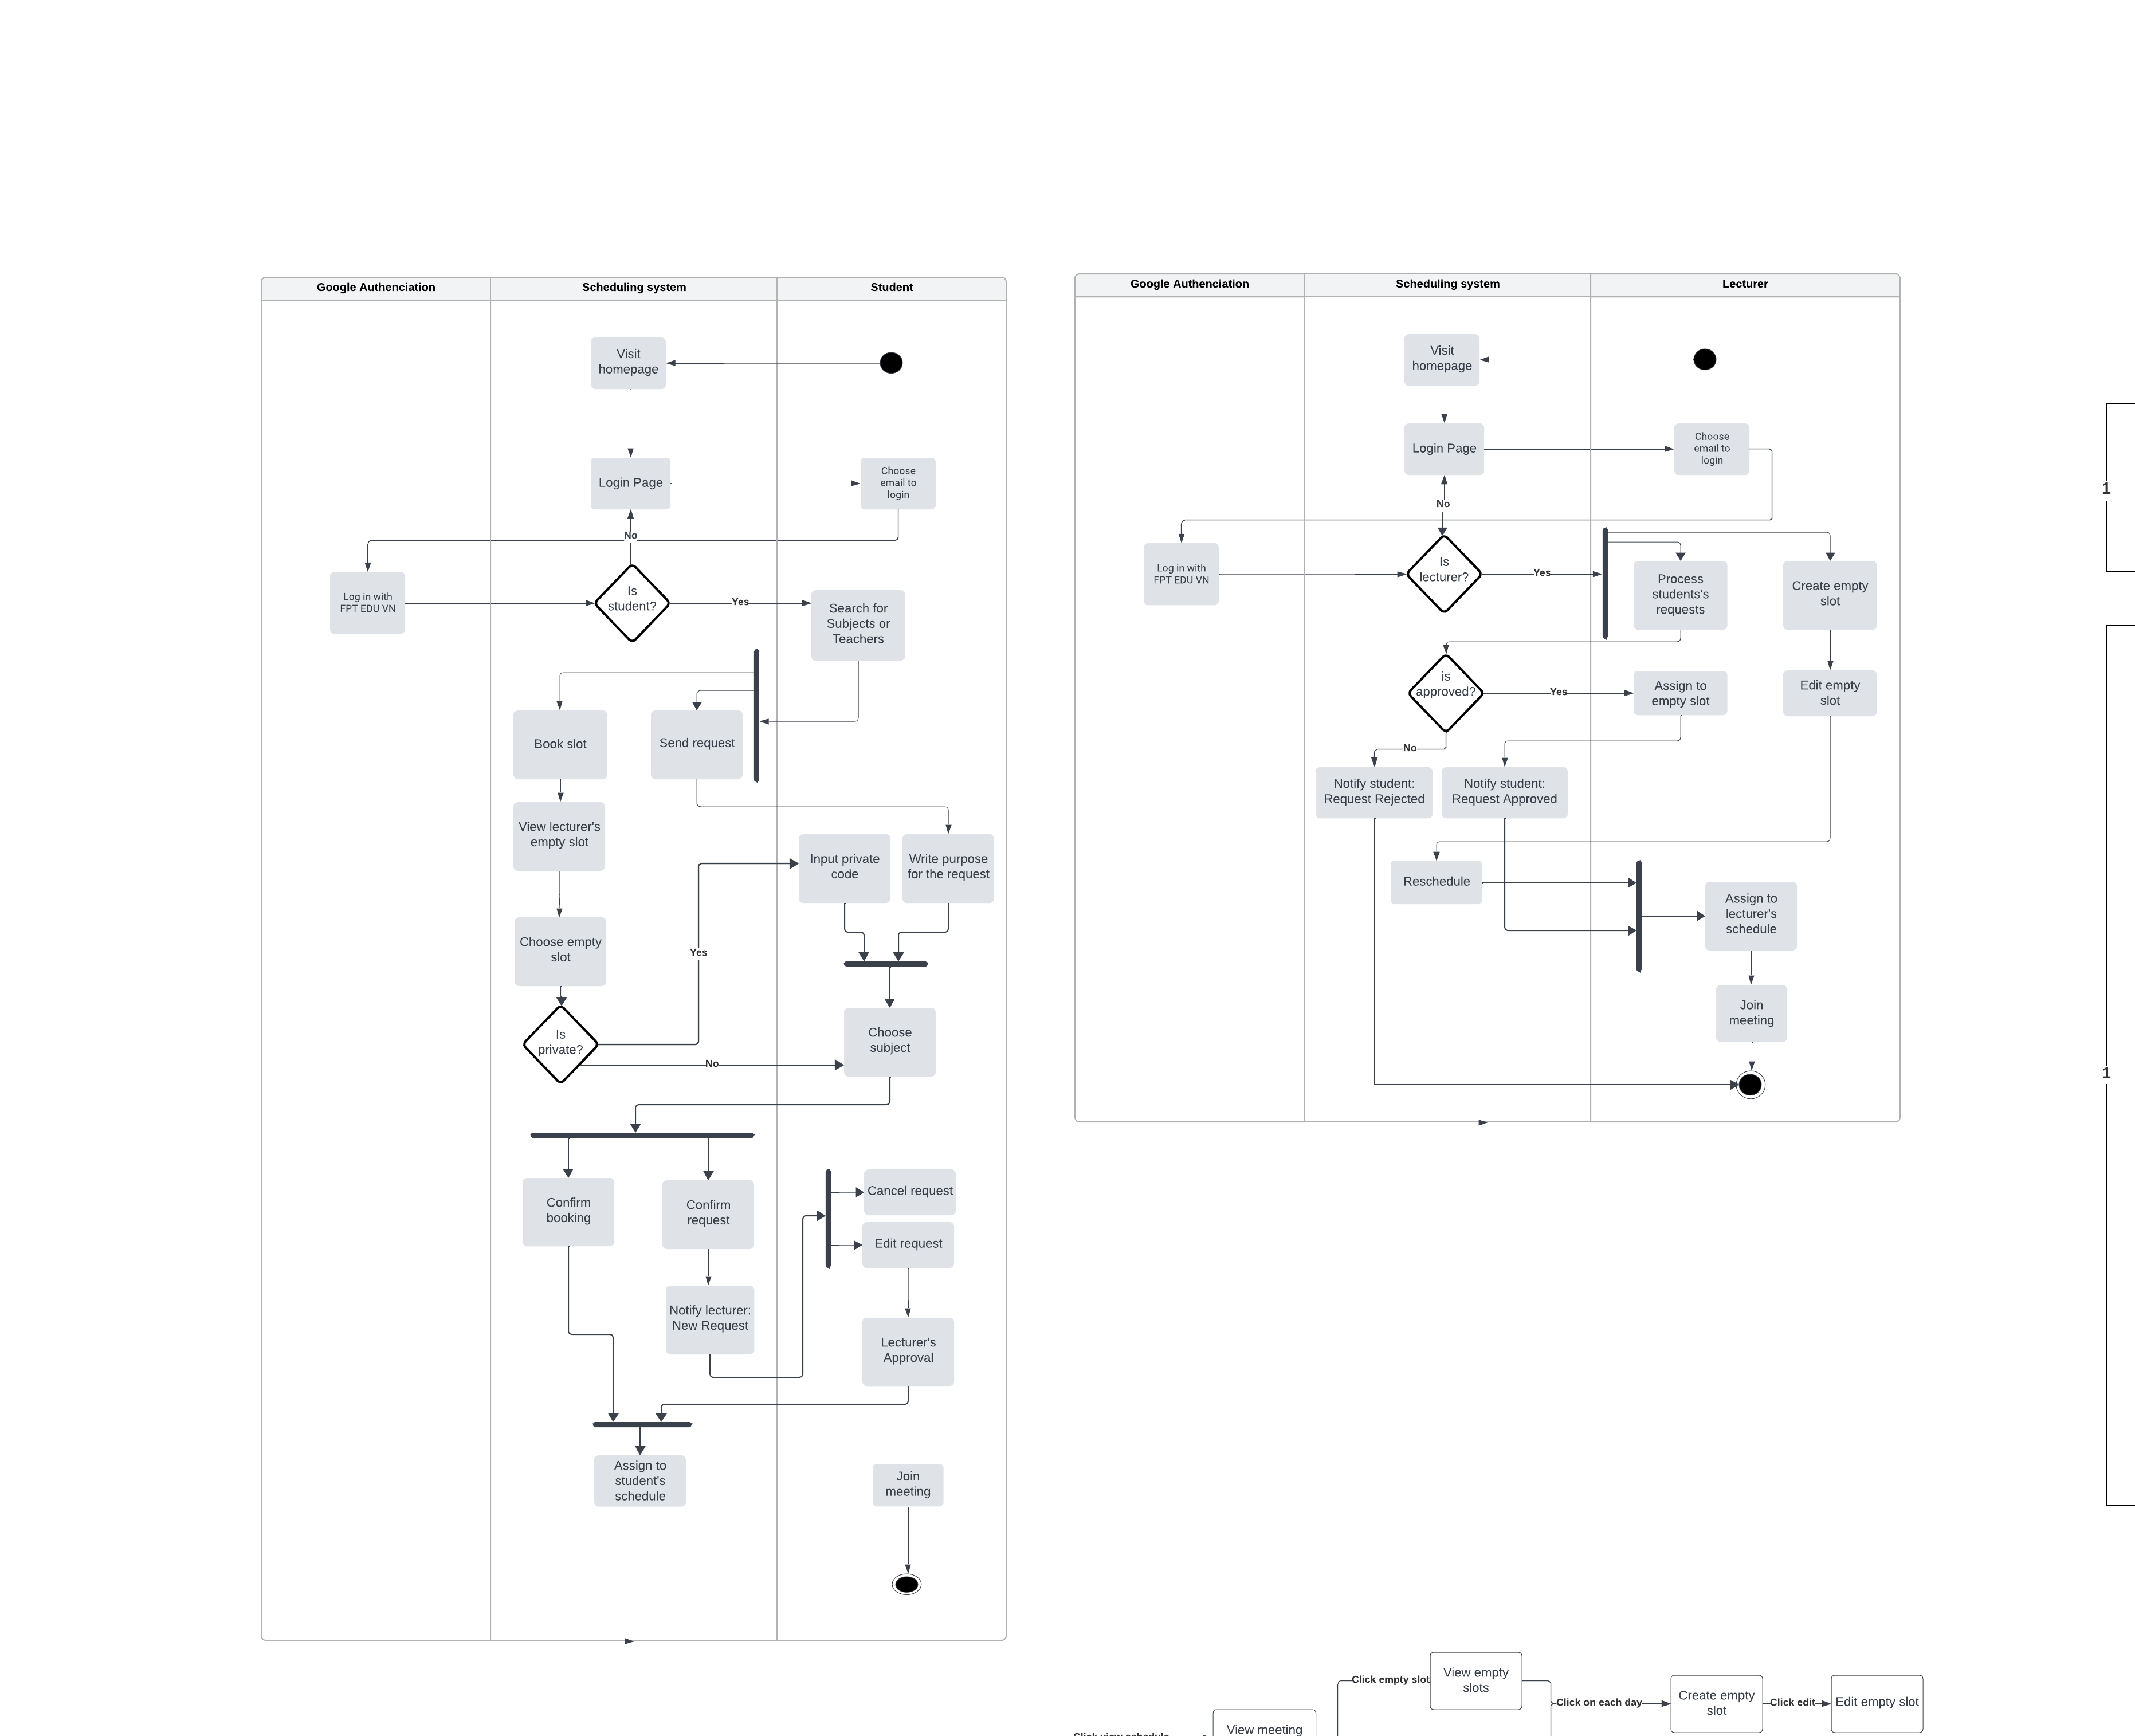 Google Authenciation
Scheduling system
Student
Visit
homepage
Login Page
Choose
email to
login
No
Log in with
FPT EDU VN
Is
student?
Yes
Search for
Subjects or
Teachers
Book slot
Send request
View lecturer's
empty slot
Input private
code
Write purpose
for the request
Choose empty
slot
Yes
Is
private?
No
Choose
subject
Confirm
booking
Confirm
request
Cancel request
Edit request
Notify lecturer:
New Request
Lecturer's
Approval
Assign to
student's
schedule
Join
meeting
Google Authenciation
Scheduling system
Lecturer
Visit
homepage
Login Page
Choose
email to
login
No
Log in with
FPT EDU VN
Is
lecturer?
Yes
Process
students's
requests
Create empty
slot
is
approved?
Yes
Assign to
empty slot
Edit empty
slot
No
Notify student:
Request Rejected
Notify student:
Request Approved
Reschedule
Assign to
lecturer's
schedule
Join
meeting
1
1
Click view schedule
View meeting
Click empty slot
View empty
slots
Click on each day
Create empty
slot
Click edit
Edit empty slot